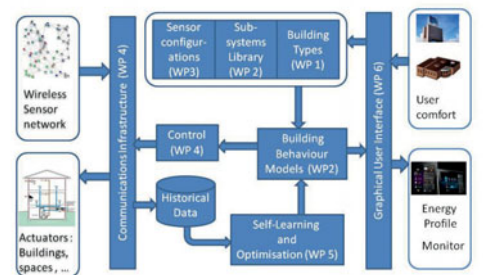 Wireless
Sensor
network
Actuators :
Buildings,
spaces , ...
Communications Infrastructure (WP 4)
Sensor
configur-
ations
(WP3)
Sub-
systems
Library
(WP 2)
Building
Types
(WP 1)
Control
(WP 4)
Building
Behaviour
Models (WP2)
Historical
Data
Self-Learning
and
Optimisation (WP 5)
Graphical User Interface (WP 6)
User
comfort
Energy
Profile
Monitor